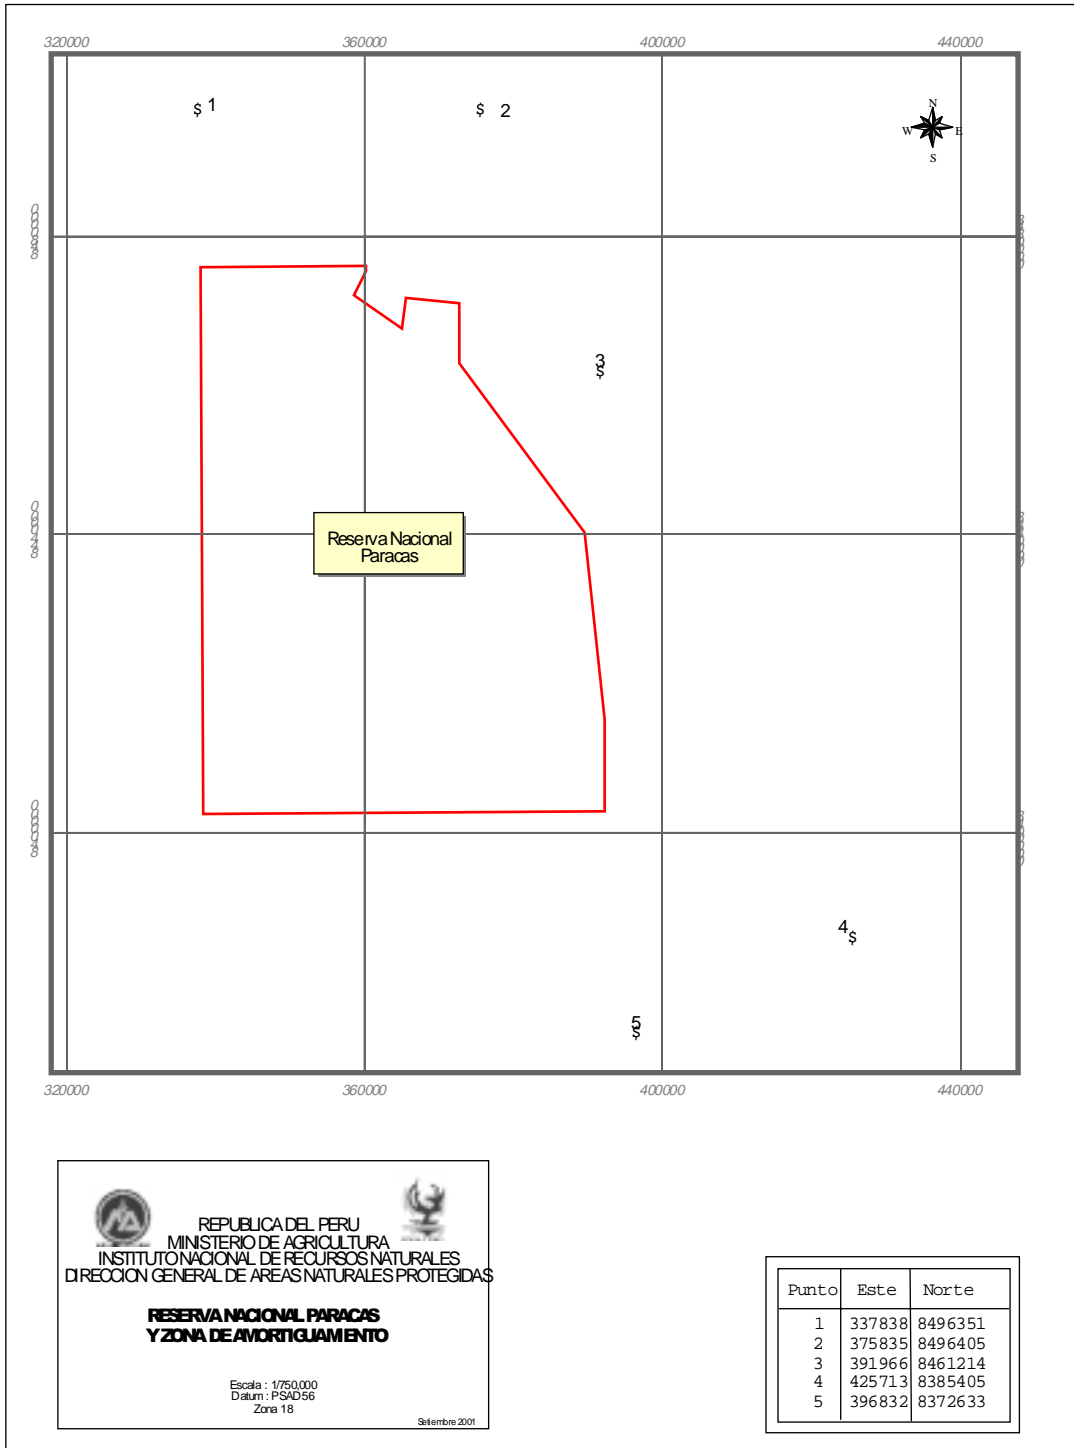 320000 360000 400000 440000
$ 1
$ 2
N
W E
S
3
$
Reserva Nacional
Paracas
4
$
5
$
320000 360000 400000 440000
REPUBLICA DEL PERU
MINISTERIO DE AGRICULTURA
INSTITUTO NACIONAL DE RECURSOS NATURALES
DIRECCION GENERAL DE AREAS NATURALES PROTEGIDAS
RESERVA NACIONAL PARACAS
Y ZONA DE AMORTIGUAMIENTO
Escala : 1/750,000
Datum : PSAD56
Zona 18
Setiembre 2001
Punto Este Norte
1 337838 8496351
2 375835 8496405
3 391966 8461214
4 425713 8385405
5 396832 8372633